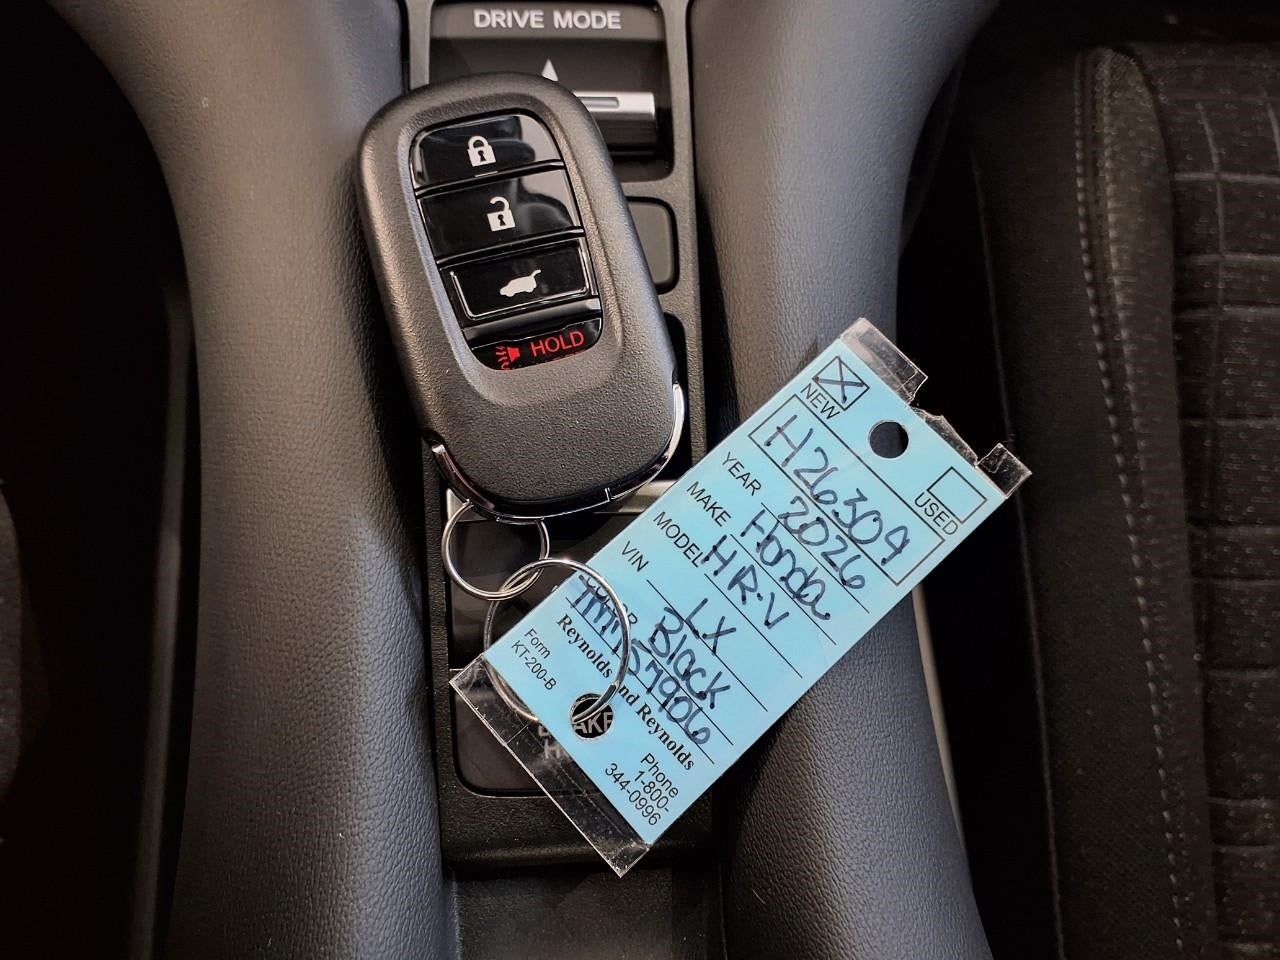 DRIVE MODE
HOLD
NEW
USED
H26309
YEAR 2026
MAKE Honda
MODEL HR-V
VIN LX
Black
57906
Reynolds and Reynolds
Form
KT-200-B
Phone
1-800-
344-0996